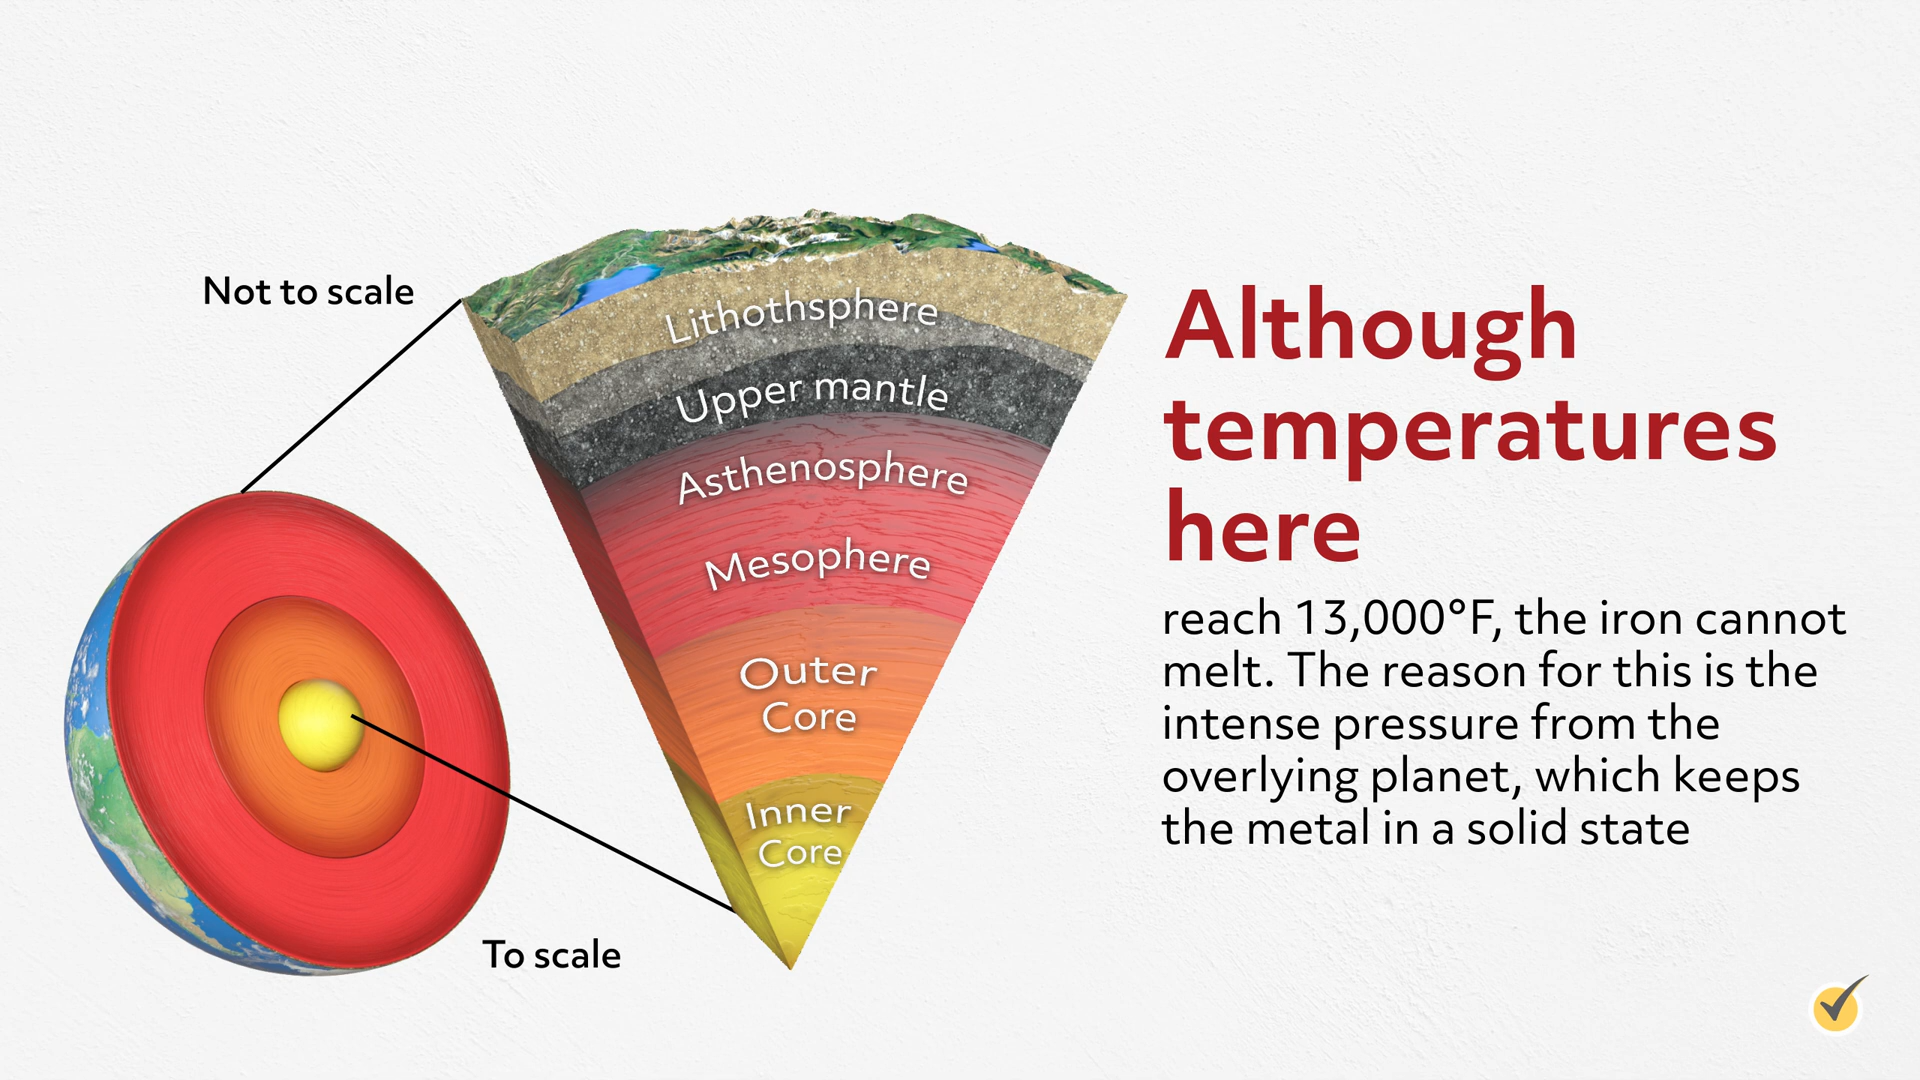 Not to scale
Lithothsphere
Upper mantle
Asthenosphere
Mesophere
Outer
Core
Inner
Core
To scale
Although
temperatures
here
reach 13,000°F, the iron cannot
melt. The reason for this is the
intense pressure from the
overlying planet, which keeps
the metal in a solid state